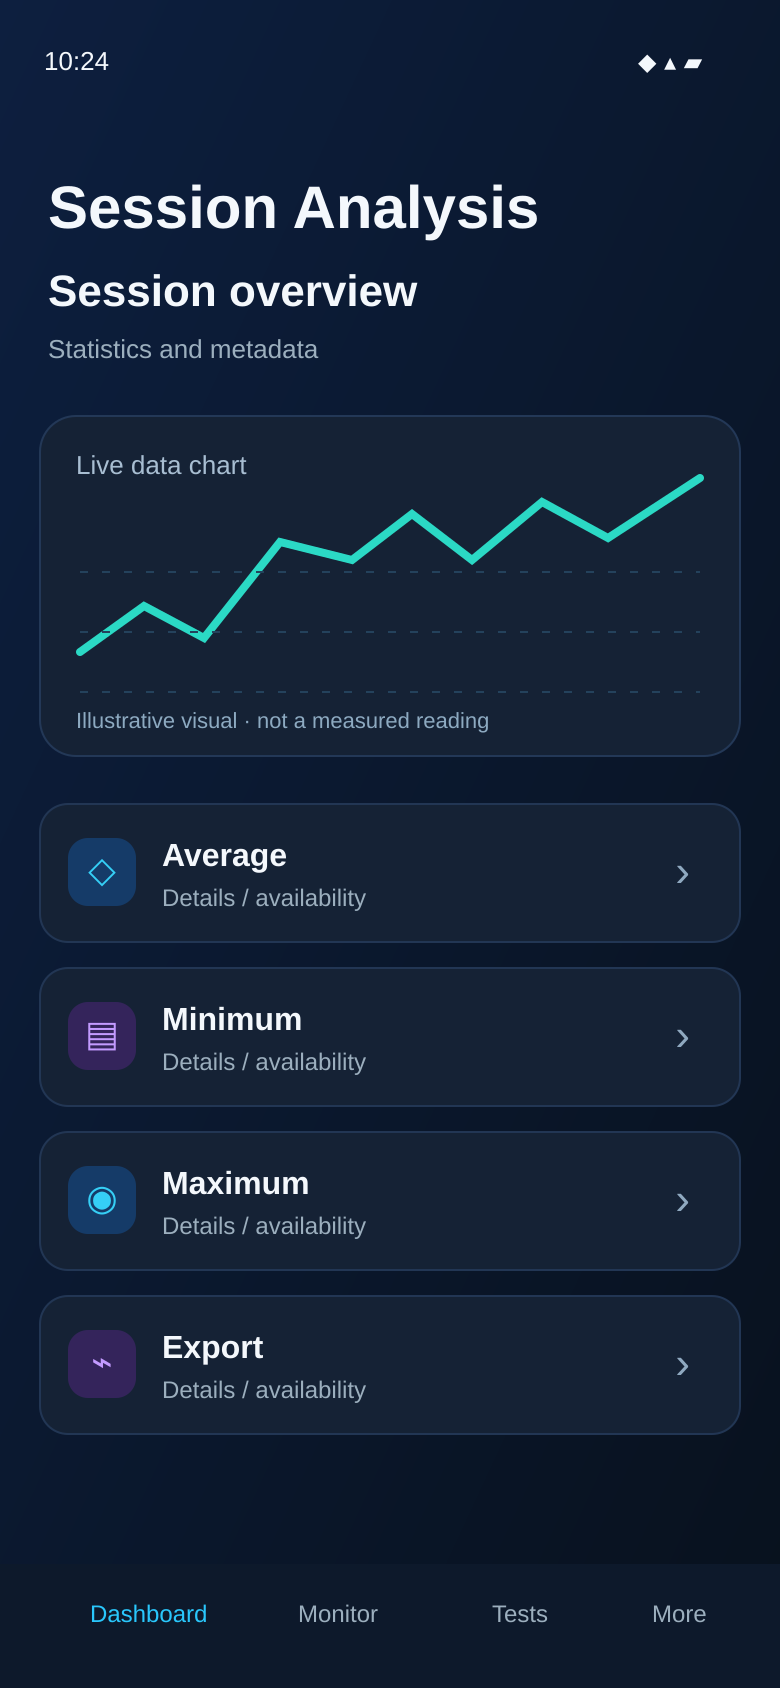 10:24
Session Analysis
Session overview
Statistics and metadata
Live data chart
Illustrative visual · not a measured reading
Average
Details / availability
Minimum
Details / availability
Maximum
Details / availability
Export
Details / availability
Dashboard Monitor Tests More